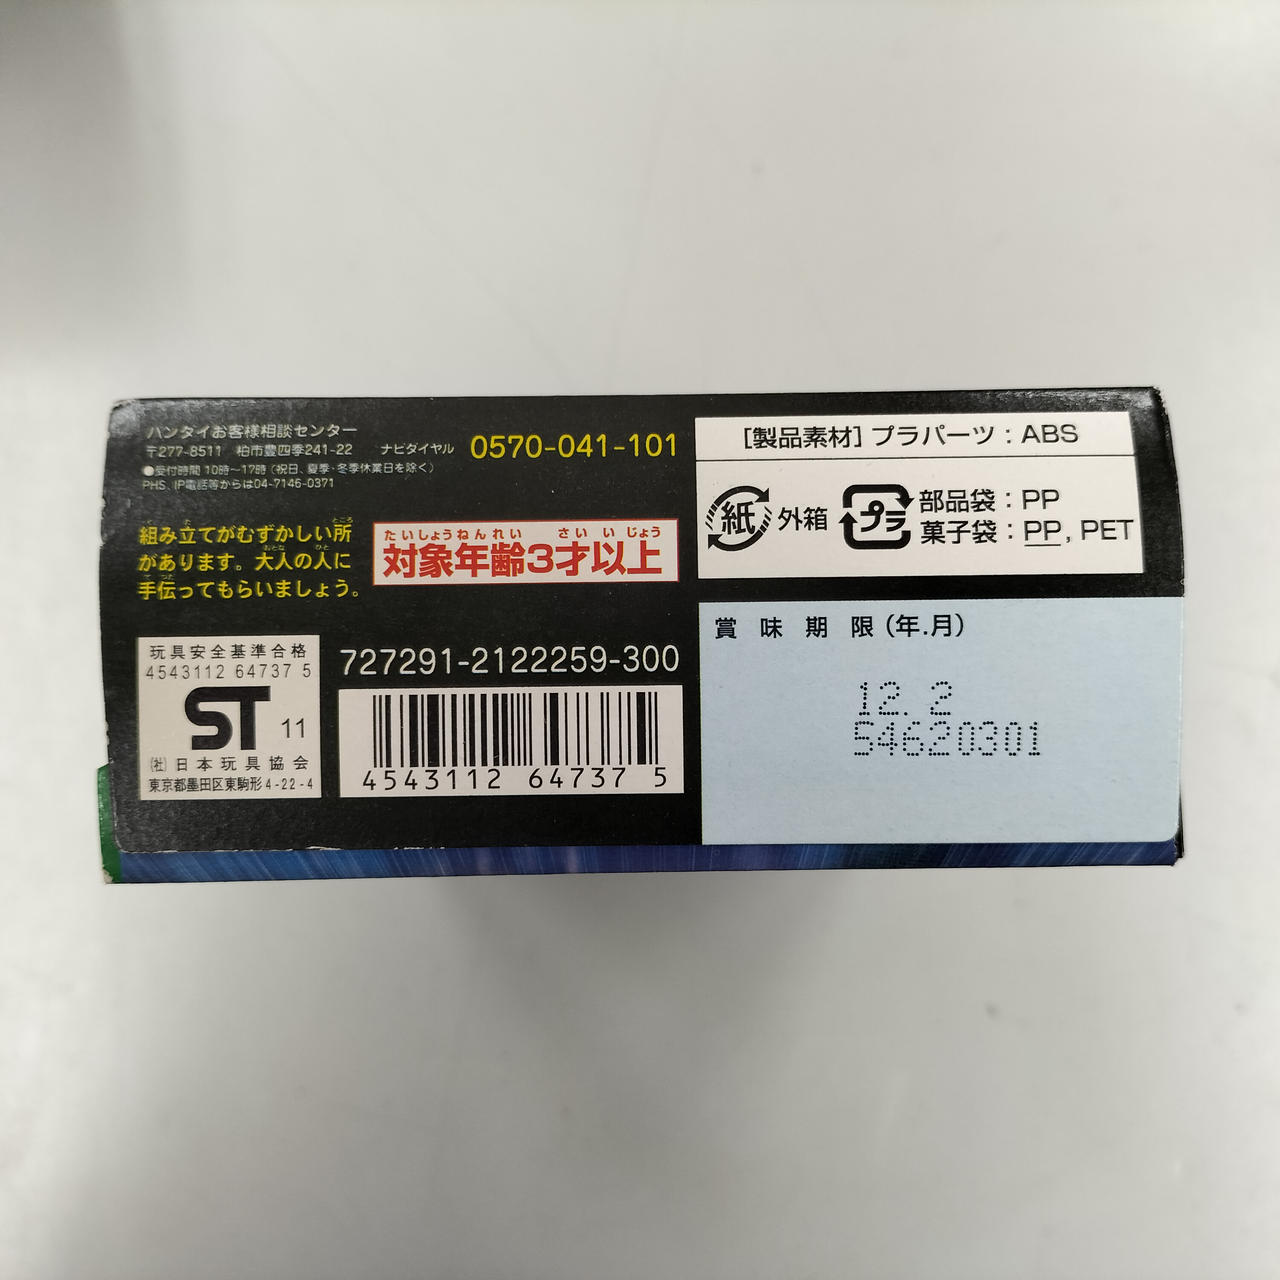 バンダイお客様相談センター
〒277-8511 柏市豊四季241-22 ナビダイヤル 0570-041-101
●受付時間 10時～17時(祝日、夏季・冬季休業日を除く)
PHS、IP電話等からは04-7146-0371
組み立てがむずかしい所
があります。大人の人に
手伝ってもらいましょう。
たいしょうねんれい さい いじょう
対象年齢3才以上
玩具安全基準合格
4543112 64737 5
ST 11
(社)日本玩具協会
東京都墨田区東駒形4-22-4
727291-2122259-300
4543112 64737 5
[製品素材]プラパーツ:ABS
紙 外箱
プラ 部品袋:PP
菓子袋:PP, PET
賞味期限(年.月)
12. 2
54620301